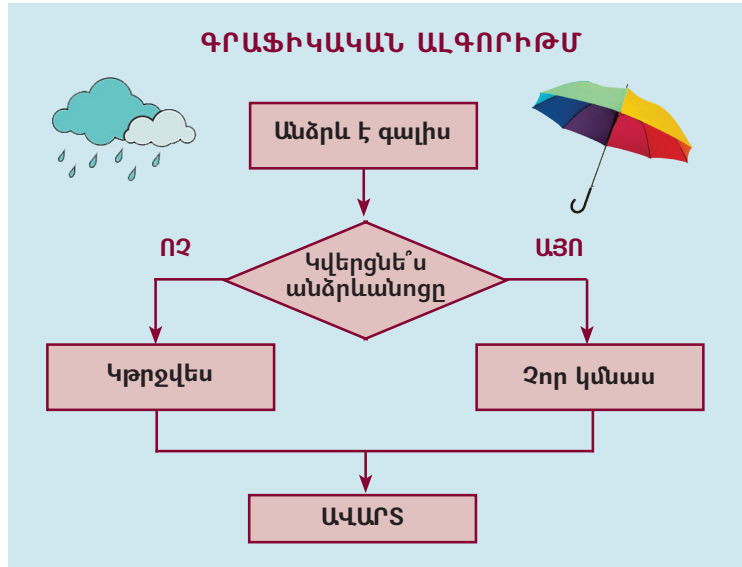 ԳՐԱՖԻԿԱԿԱՆ ԱԼԳՈՐԻԹՄ
Անձրև է գալիս
ՈՉ
ԱՅՈ
Կվերցնե՞ս
անձրևանոցը
Կթրջվես
Չոր կմնաս
ԱՎԱՐՏ